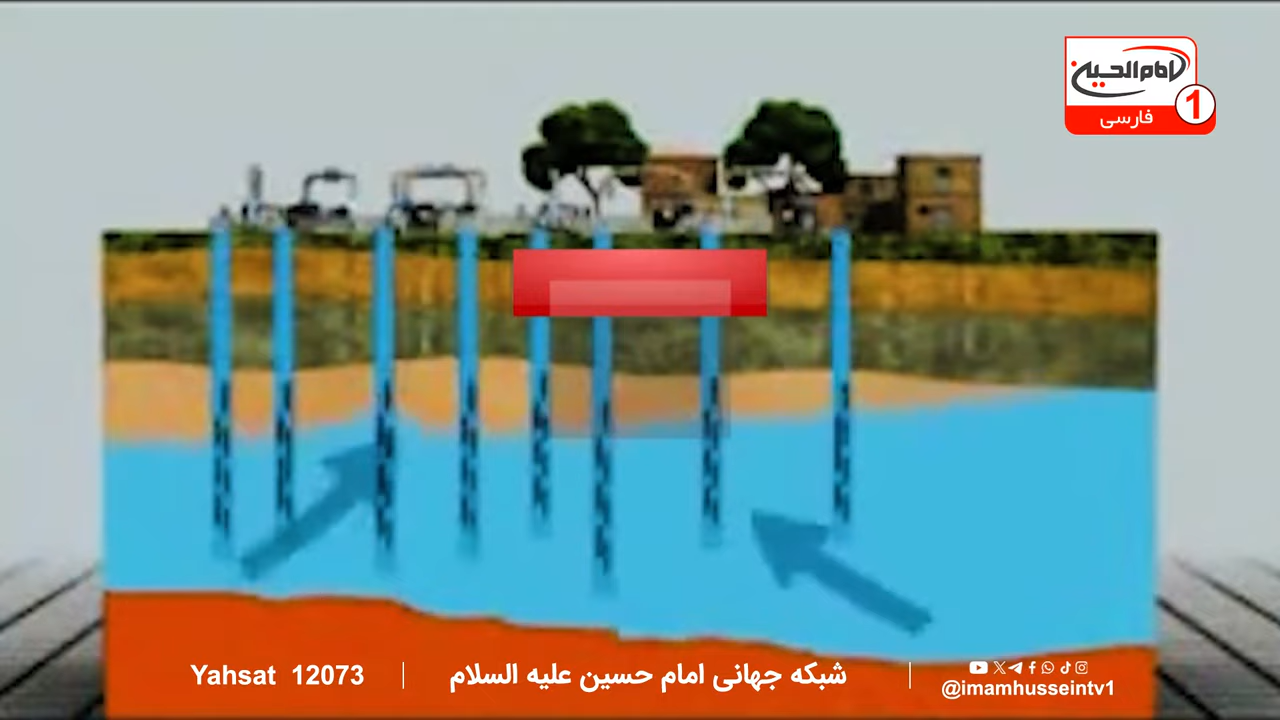 امام الحسین
1
فارسی
Yahsat 12073
شبکه جهانی امام حسین علیه السلام
@imamhusseintv1